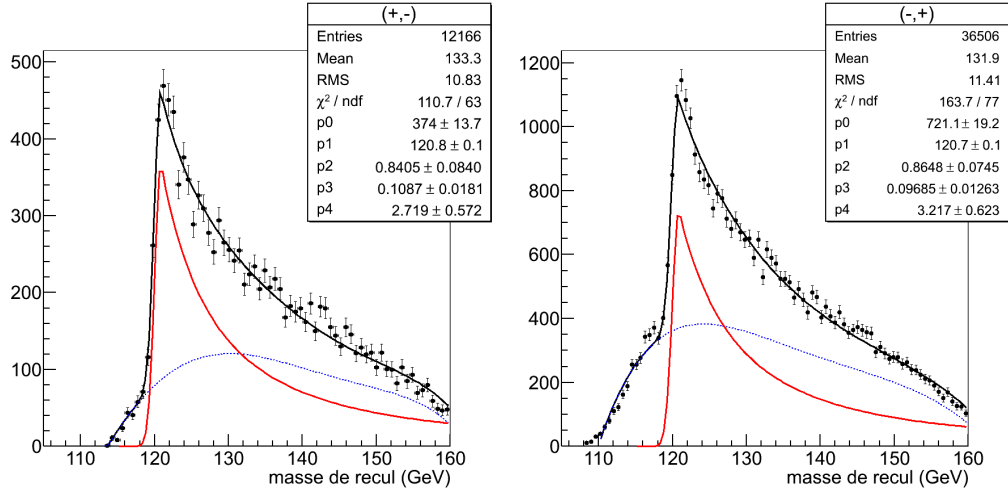 (+,-)
Entries 12166
Mean 133.3
RMS 10.83
χ² / ndf 110.7 / 63
p0 374 ± 13.7
p1 120.8 ± 0.1
p2 0.8405 ± 0.0840
p3 0.1087 ± 0.0181
p4 2.719 ± 0.572
500
400
300
200
100
0
110 120 130 140 150 160
masse de recul (GeV)
(-,+)
Entries 36506
Mean 131.9
RMS 11.41
χ² / ndf 163.7 / 77
p0 721.1 ± 19.2
p1 120.7 ± 0.1
p2 0.8648 ± 0.0745
p3 0.09685 ± 0.01263
p4 3.217 ± 0.623
1200
1000
800
600
400
200
0
110 120 130 140 150 160
masse de recul (GeV)